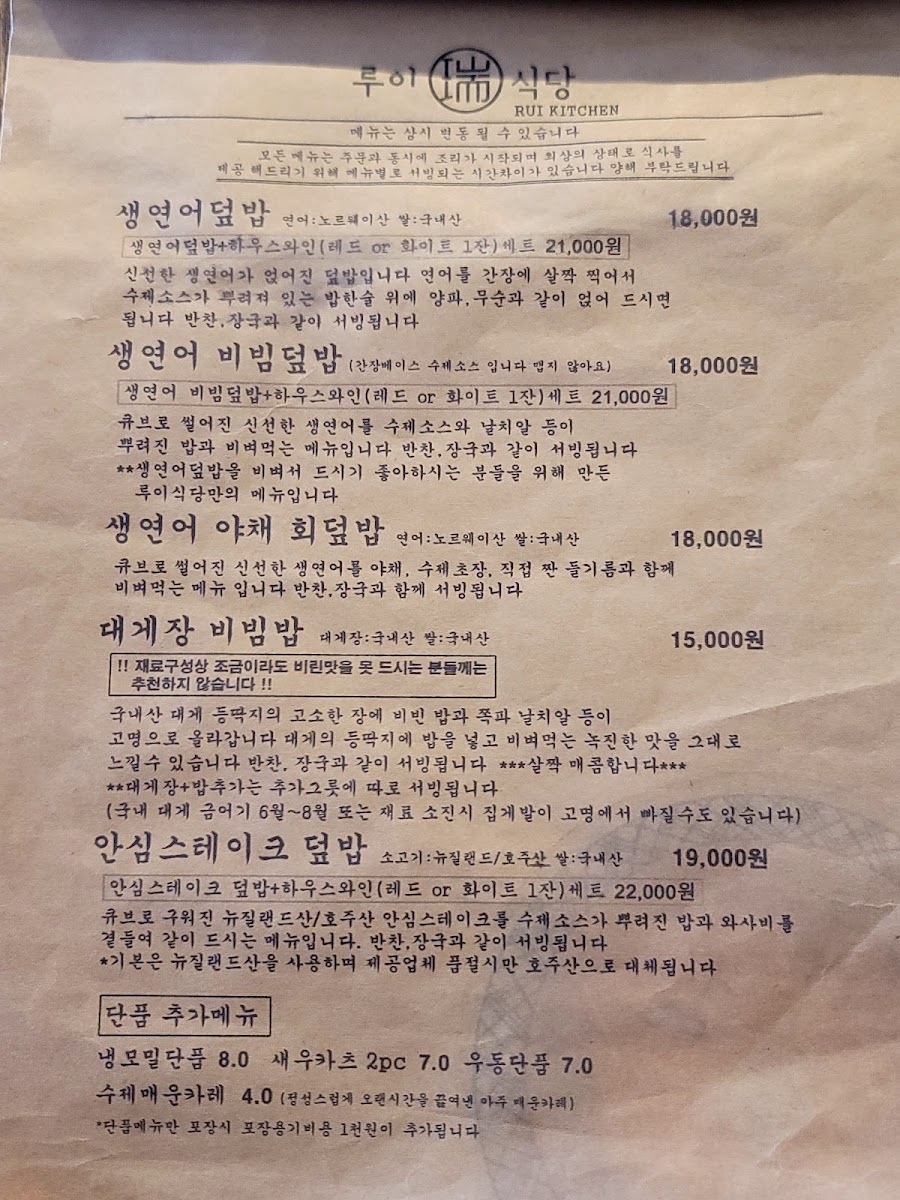 루이 瑞 식당
RUI KITCHEN
메뉴는 상시 변동 될 수 있습니다
모든 메뉴는 주문과 동시에 조리가 시작되며 최상의 상태로 식사를
제공 해드리기 위해 메뉴별로 서빙되는 시간차이가 있습니다 양해 부탁드립니다
생연어덮밥 연어:노르웨이산 쌀:국내산 18,000원
생연어덮밥+하우스와인(레드 or 화이트 1잔)세트 21,000원
신선한 생연어가 얹어진 덮밥입니다 연어를 간장에 살짝 찍어서
수제소스가 뿌려져 있는 밥한술 위에 양파,무순과 같이 얹어 드시면
됩니다 반찬,장국과 같이 서빙됩니다
생연어 비빔덮밥 (간장베이스 수제소스 입니다 맵지 않아요) 18,000원
생연어 비빔덮밥+하우스와인(레드 or 화이트 1잔)세트 21,000원
큐브로 썰어진 신선한 생연어를 수제소스와 날치알 등이
뿌려진 밥과 비벼먹는 메뉴입니다 반찬,장국과 같이 서빙됩니다
**생연어덮밥을 비벼서 드시기 좋아하시는 분들을 위해 만든
루이식당만의 메뉴입니다
생연어 야채 회덮밥 연어:노르웨이산 쌀:국내산 18,000원
큐브로 썰어진 신선한 생연어를 야채, 수제초장, 직접 짠 들기름과 함께
비벼먹는 메뉴 입니다 반찬,장국과 함께 서빙됩니다
대게장 비빔밥 대게장:국내산 쌀:국내산 15,000원
!! 재료구성상 조금이라도 비린맛을 못 드시는 분들께는
추천하지 않습니다 !!
국내산 대게 등딱지의 고소한 장에 비빈 밥과 쪽파 날치알 등이
고명으로 올라갑니다 대게의 등딱지에 밥을 넣고 비벼먹는 녹진한 맛을 그대로
느낄수 있습니다 반찬, 장국과 같이 서빙됩니다 ***살짝 매콤합니다***
**대게장+밥추가는 추가그릇에 따로 서빙됩니다
(국내 대게 금어기 6월~8월 또는 재료 소진시 집게발이 고명에서 빠질수도 있습니다)
안심스테이크 덮밥 소고기:뉴질랜드/호주산 쌀:국내산 19,000원
안심스테이크 덮밥+하우스와인(레드 or 화이트 1잔)세트 22,000원
큐브로 구워진 뉴질랜드산/호주산 안심스테이크를 수제소스가 뿌려진 밥과 와사비를
곁들여 같이 드시는 메뉴입니다. 반찬,장국과 같이 서빙됩니다
*기본은 뉴질랜드산을 사용하며 제공업체 품절시만 호주산으로 대체됩니다
단품 추가메뉴
냉모밀단품 8.0 새우카츠 2pc 7.0 우동단품 7.0
수제매운카레 4.0 (정성스럽게 오랜시간을 끓여낸 아주 매운카레)
*단품메뉴만 포장시 포장용기비용 1천원이 추가됩니다